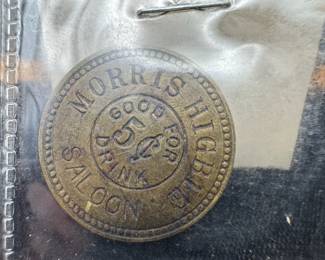 MORRIS HIGBIE
SALOON
GOOD FOR
5¢
DRINK